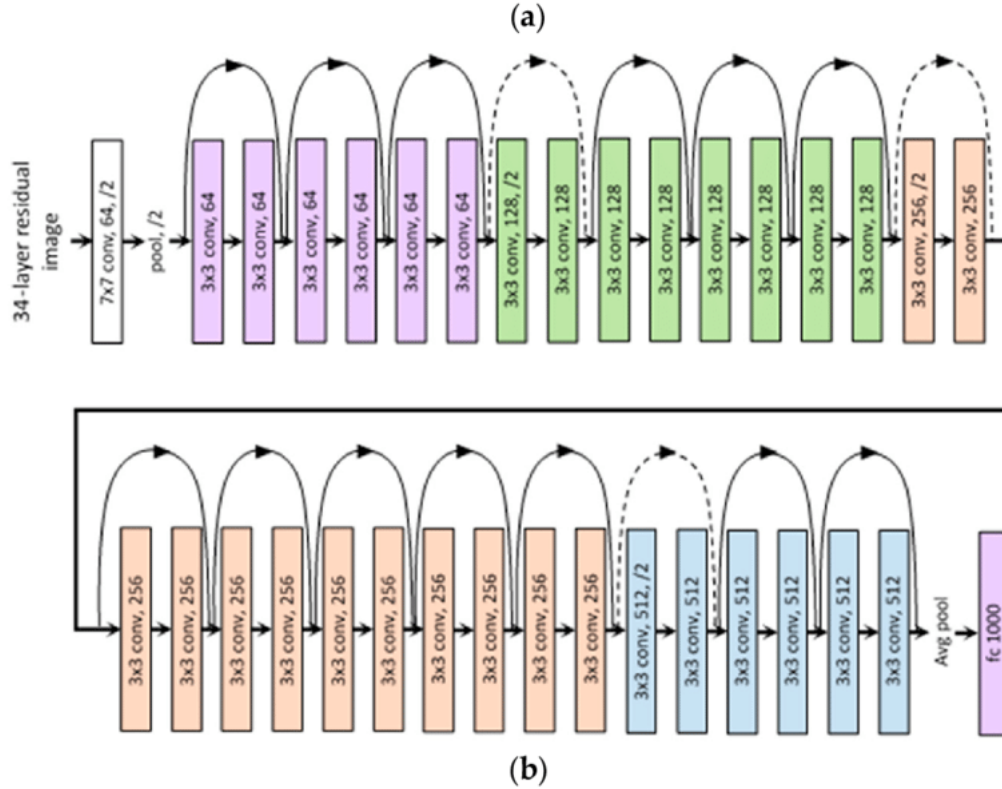 (a)
34-layer residual
image
7x7 conv, 64, /2
pool, /2
3x3 conv, 64
3x3 conv, 64
3x3 conv, 64
3x3 conv, 64
3x3 conv, 64
3x3 conv, 64
3x3 conv, 128, /2
3x3 conv, 128
3x3 conv, 128
3x3 conv, 128
3x3 conv, 128
3x3 conv, 128
3x3 conv, 128
3x3 conv, 128
3x3 conv, 256, /2
3x3 conv, 256
3x3 conv, 256
3x3 conv, 256
3x3 conv, 256
3x3 conv, 256
3x3 conv, 256
3x3 conv, 256
3x3 conv, 256
3x3 conv, 256
3x3 conv, 256
3x3 conv, 256
3x3 conv, 512, /2
3x3 conv, 512
3x3 conv, 512
3x3 conv, 512
3x3 conv, 512
3x3 conv, 512
Avg pool
fc 1000
(b)